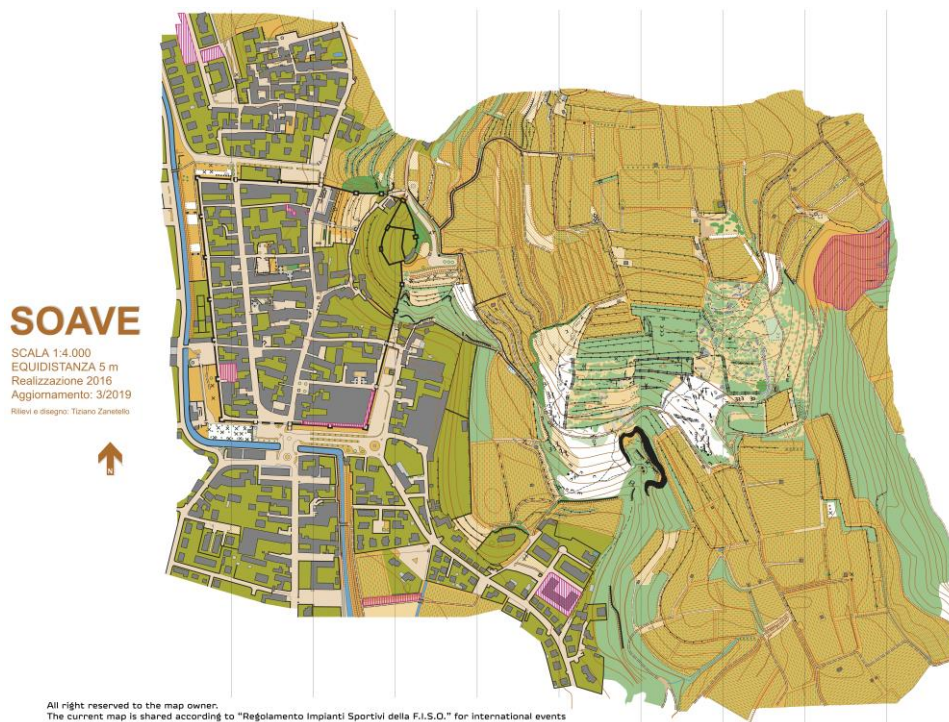 SOAVE
SCALA 1:4.000
EQUIDISTANZA 5 m
Realizzazione 2016
Aggiornamento: 3/2019
Rilievi e disegno: Tiziano Zanetello
N
All right reserved to the map owner.
The current map is shared according to "Regolamento Impianti Sportivi della F.I.S.O." for international events